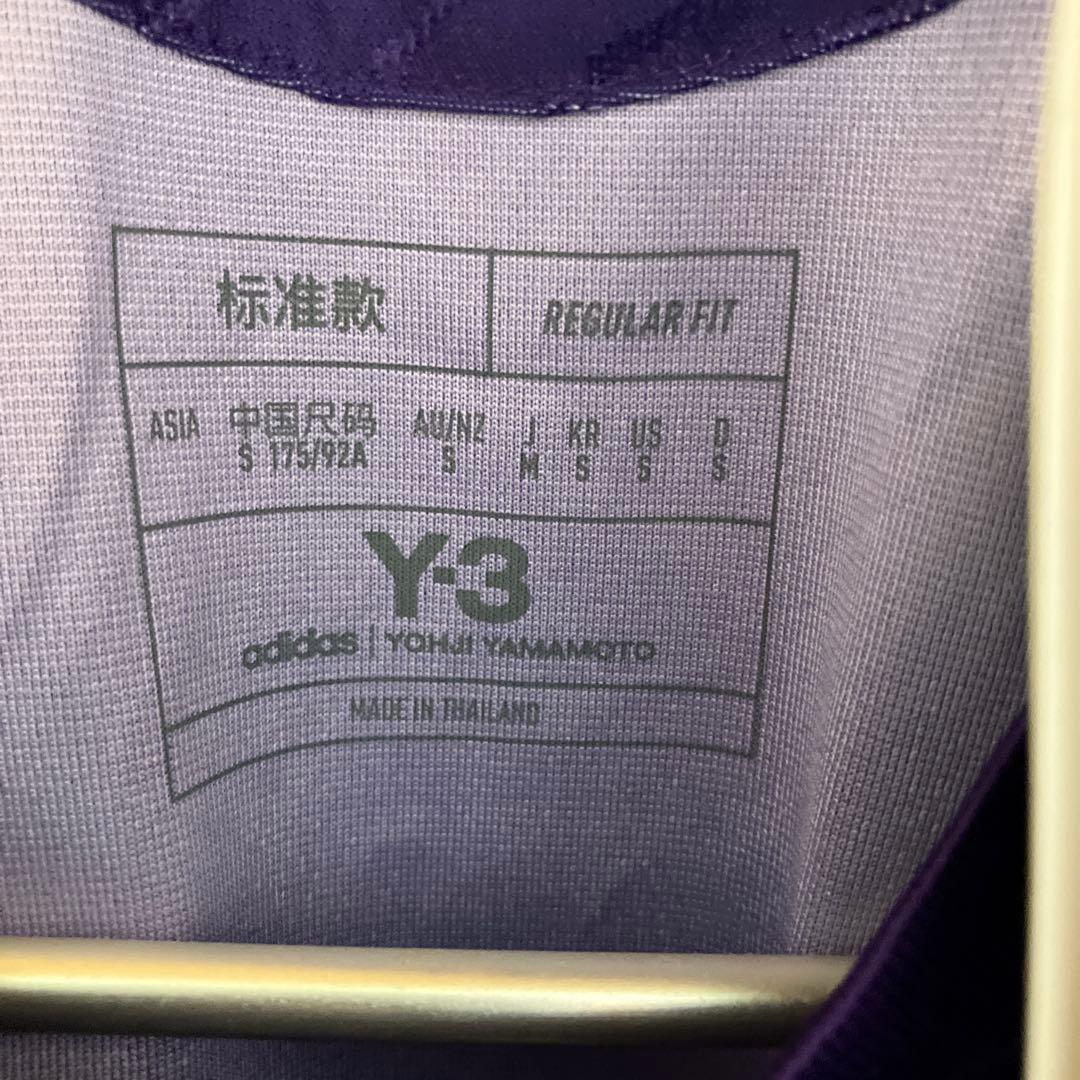 标准款 REGULAR FIT
ASIA 中国尺码 AU/NZ J KR US D
S 175/92A S M S S S
Y-3
adidas | YOHJI YAMAMOTO
MADE IN THAILAND